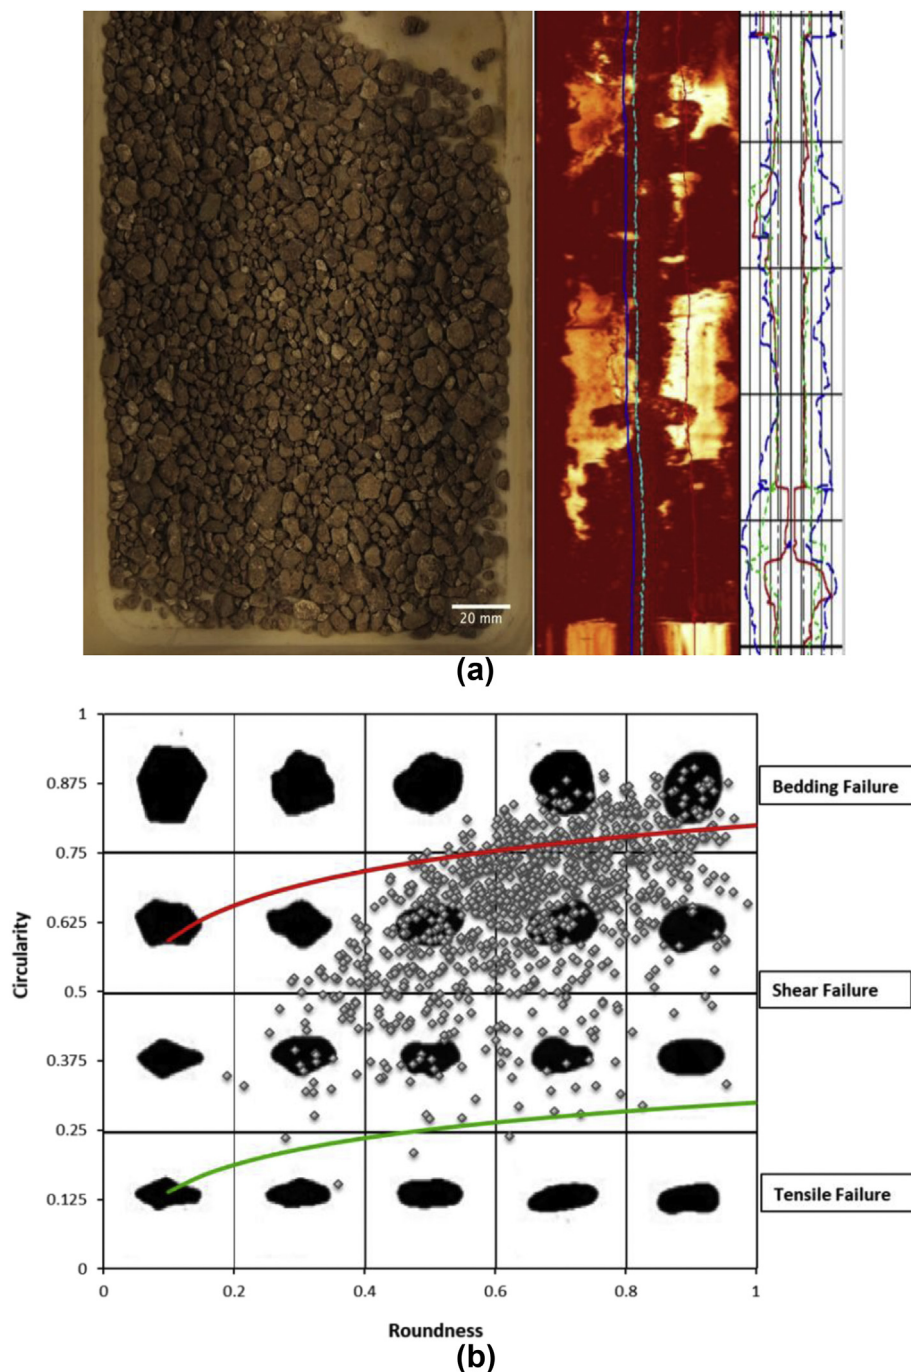 20 mm
(a)
1
0.875
0.75
0.625
0.5
0.375
0.25
0.125
0
Circularity
Bedding Failure
Shear Failure
Tensile Failure
0
0.2
0.4
0.6
0.8
1
Roundness
(b)